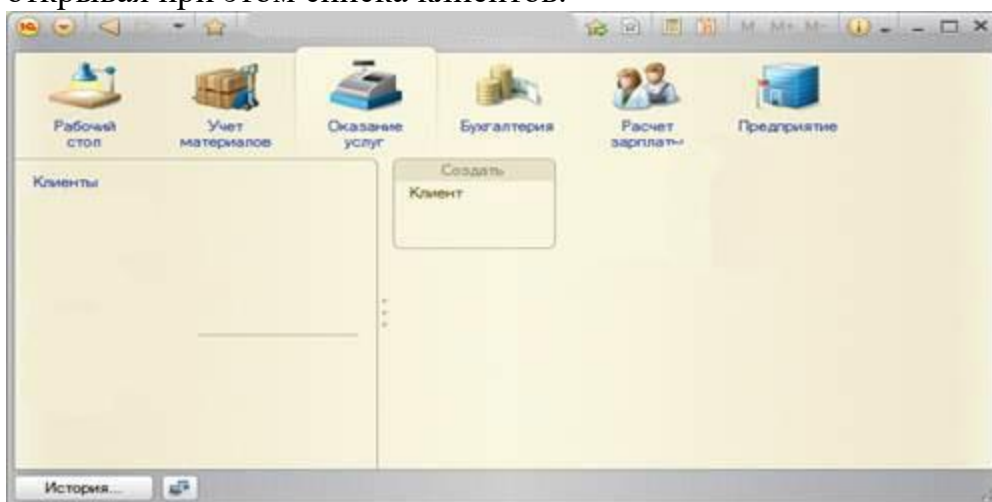 открывая при этом списка клиентов.
1С
M M+ M-
Рабочий стол
Учет материалов
Оказание услуг
Бухгалтерия
Расчет зарплаты
Предприятие
Клиенты
Создать
Клиент
История...